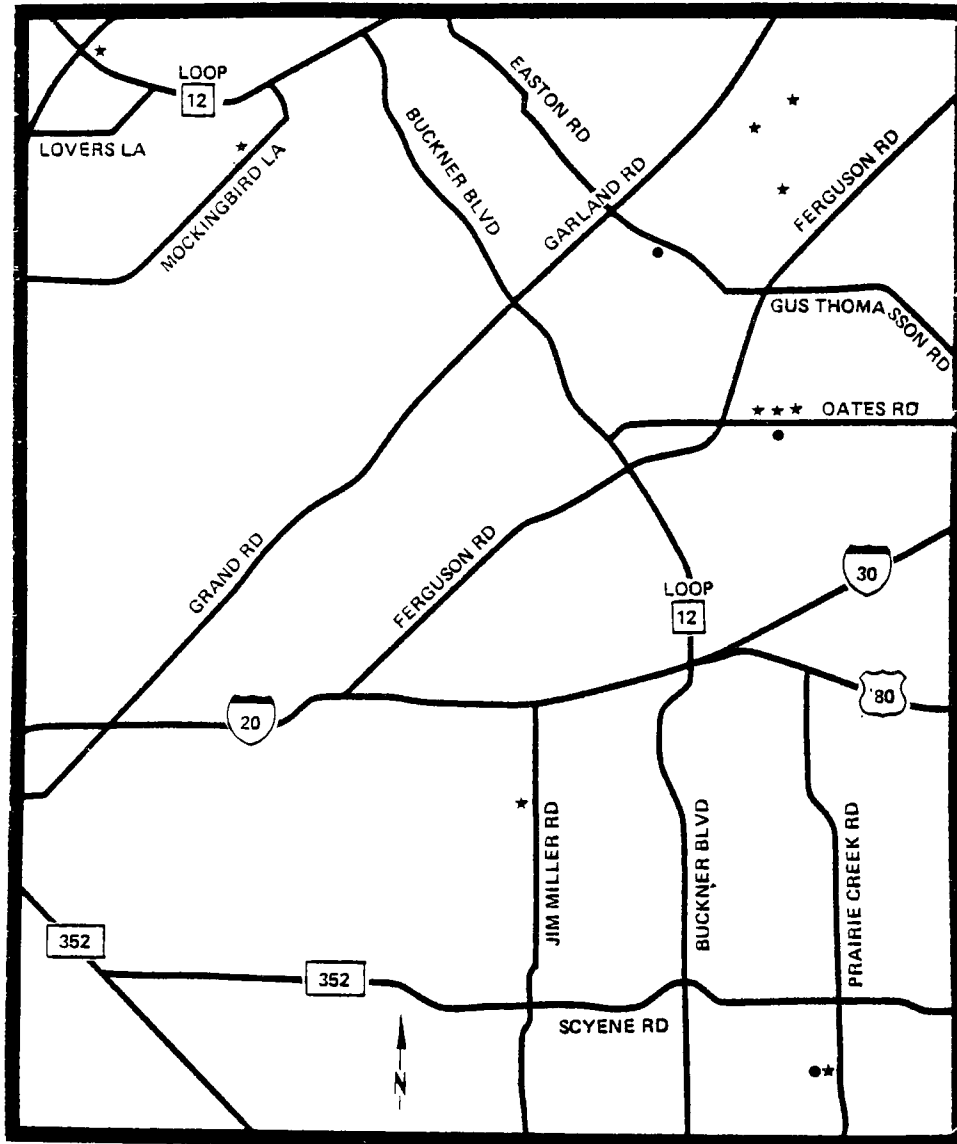 LOOP
12
EASTON RD
LOVERS LA
BUCKNER BLVD
MOCKINGBIRD LA
GARLAND RD
FERGUSON RD
GUS THOMASSON RD
OATES RD
GRAND RD
FERGUSON RD
30
LOOP
12
80
20
JIM MILLER RD
BUCKNER BLVD
PRAIRIE CREEK RD
352
352
SCYENE RD
N